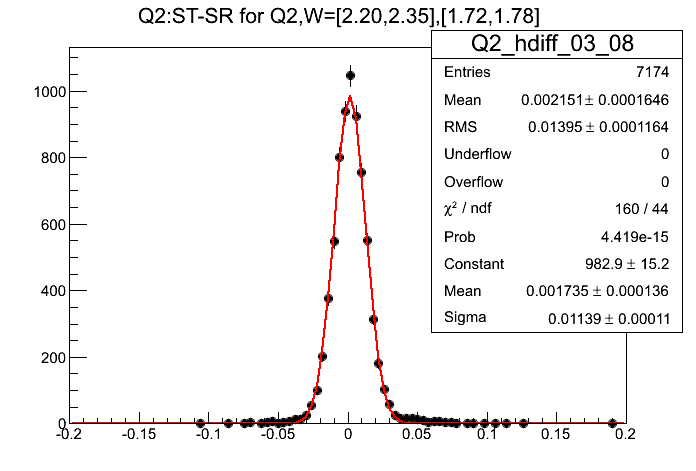 Q2:ST-SR for Q2,W=[2.20,2.35],[1.72,1.78]
Q2_hdiff_03_08
Entries 7174
Mean 0.002151± 0.0001646
RMS 0.01395 ± 0.0001164
Underflow 0
Overflow 0
χ² / ndf 160 / 44
Prob 4.419e-15
Constant 982.9 ± 15.2
Mean 0.001735 ± 0.000136
Sigma 0.01139 ± 0.00011
1000
800
600
400
200
0
-0.2 -0.15 -0.1 -0.05 0 0.05 0.1 0.15 0.2